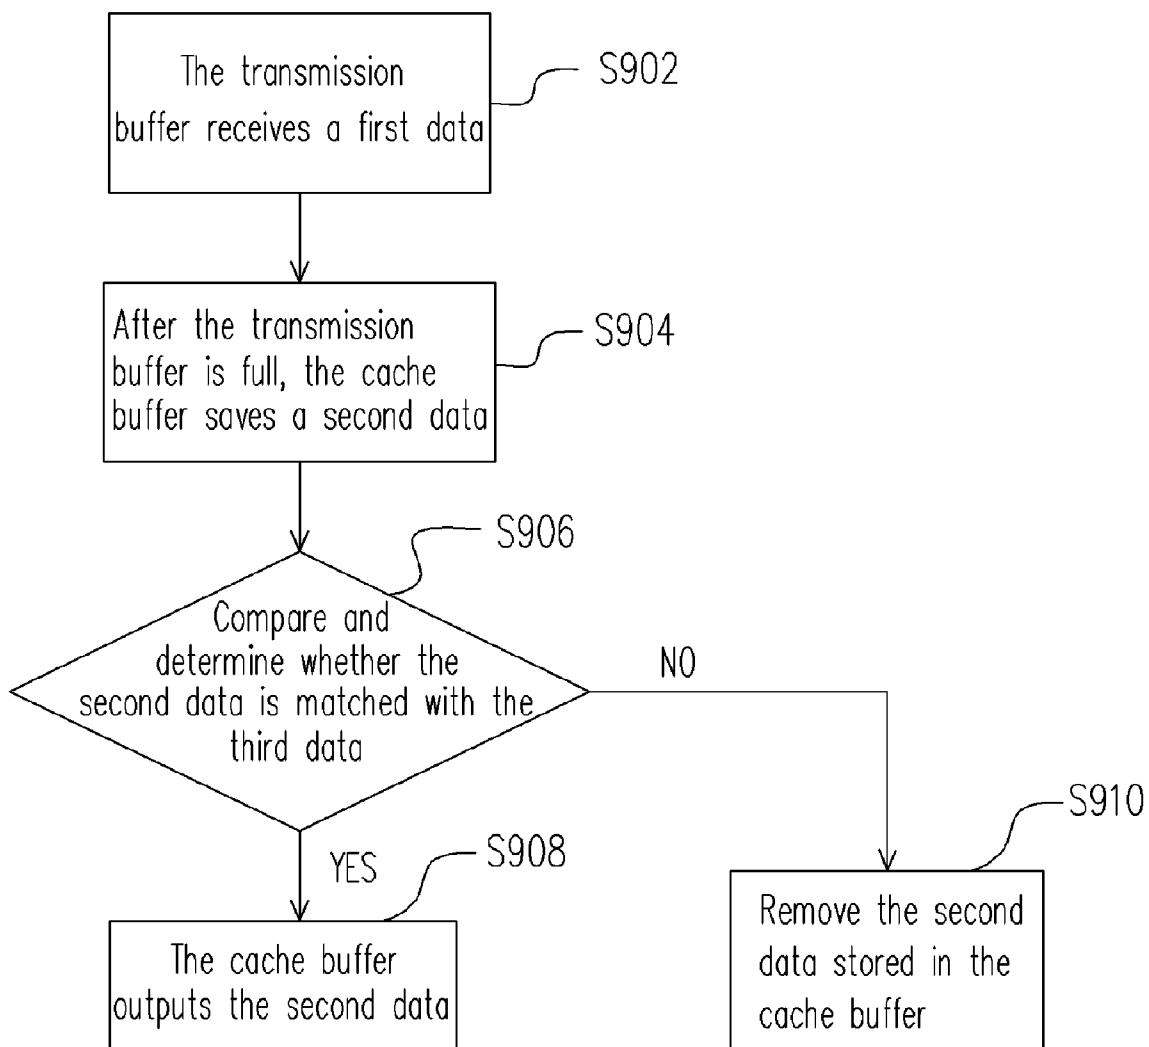 The transmission
buffer receives a first data
S902
After the transmission
buffer is full, the cache
buffer saves a second data
S904
S906
Compare and
determine whether the
second data is matched with the
third data
NO
YES
S908
The cache buffer
outputs the second data
S910
Remove the second
data stored in the
cache buffer